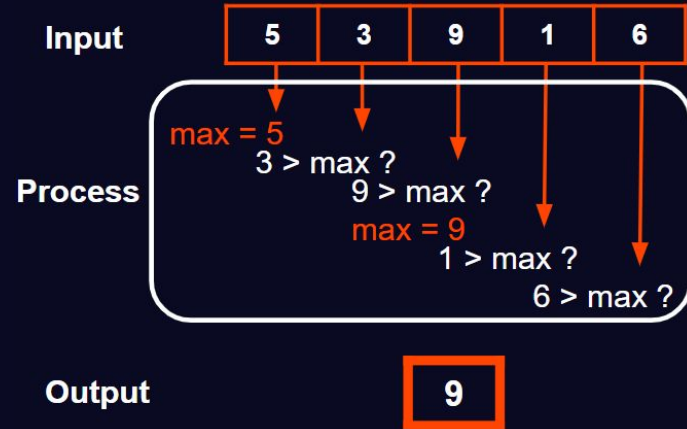 Input 5 3 9 1 6
max = 5
3 > max ?
Process
9 > max ?
max = 9
1 > max ?
6 > max ?
Output 9